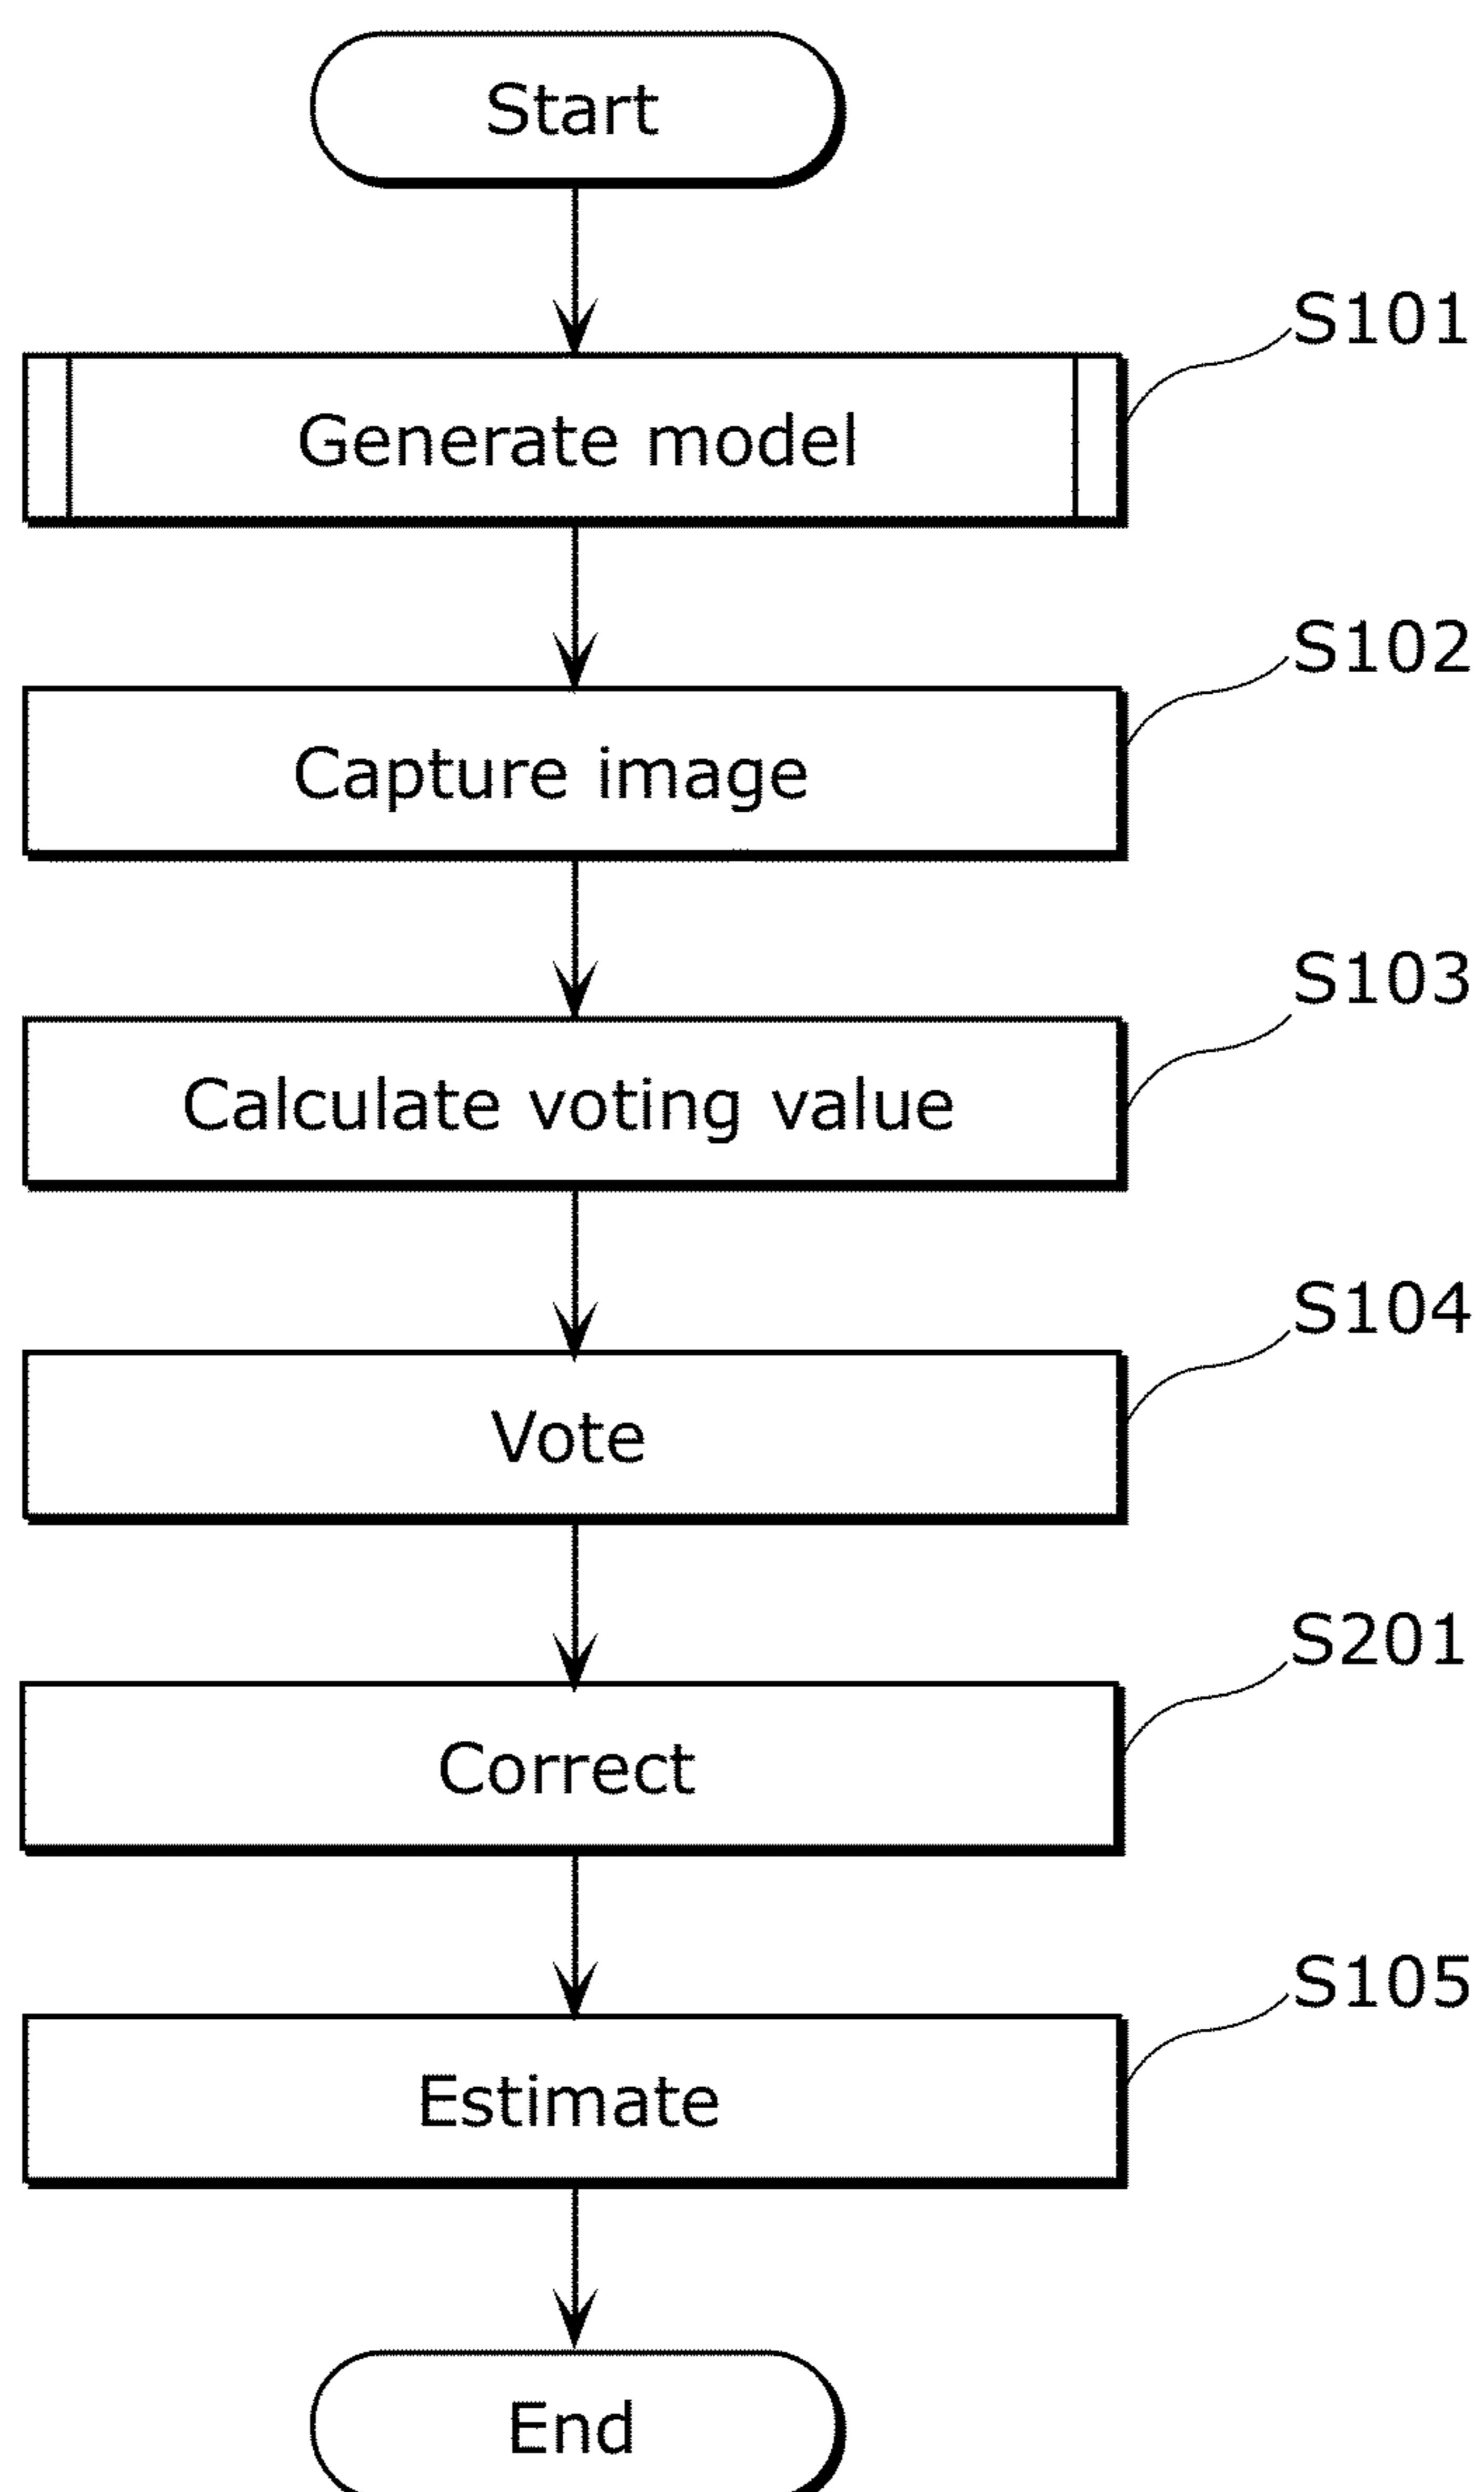 Start
S101
Generate model
S102
Capture image
S103
Calculate voting value
S104
Vote
S201
Correct
S105
Estimate
End